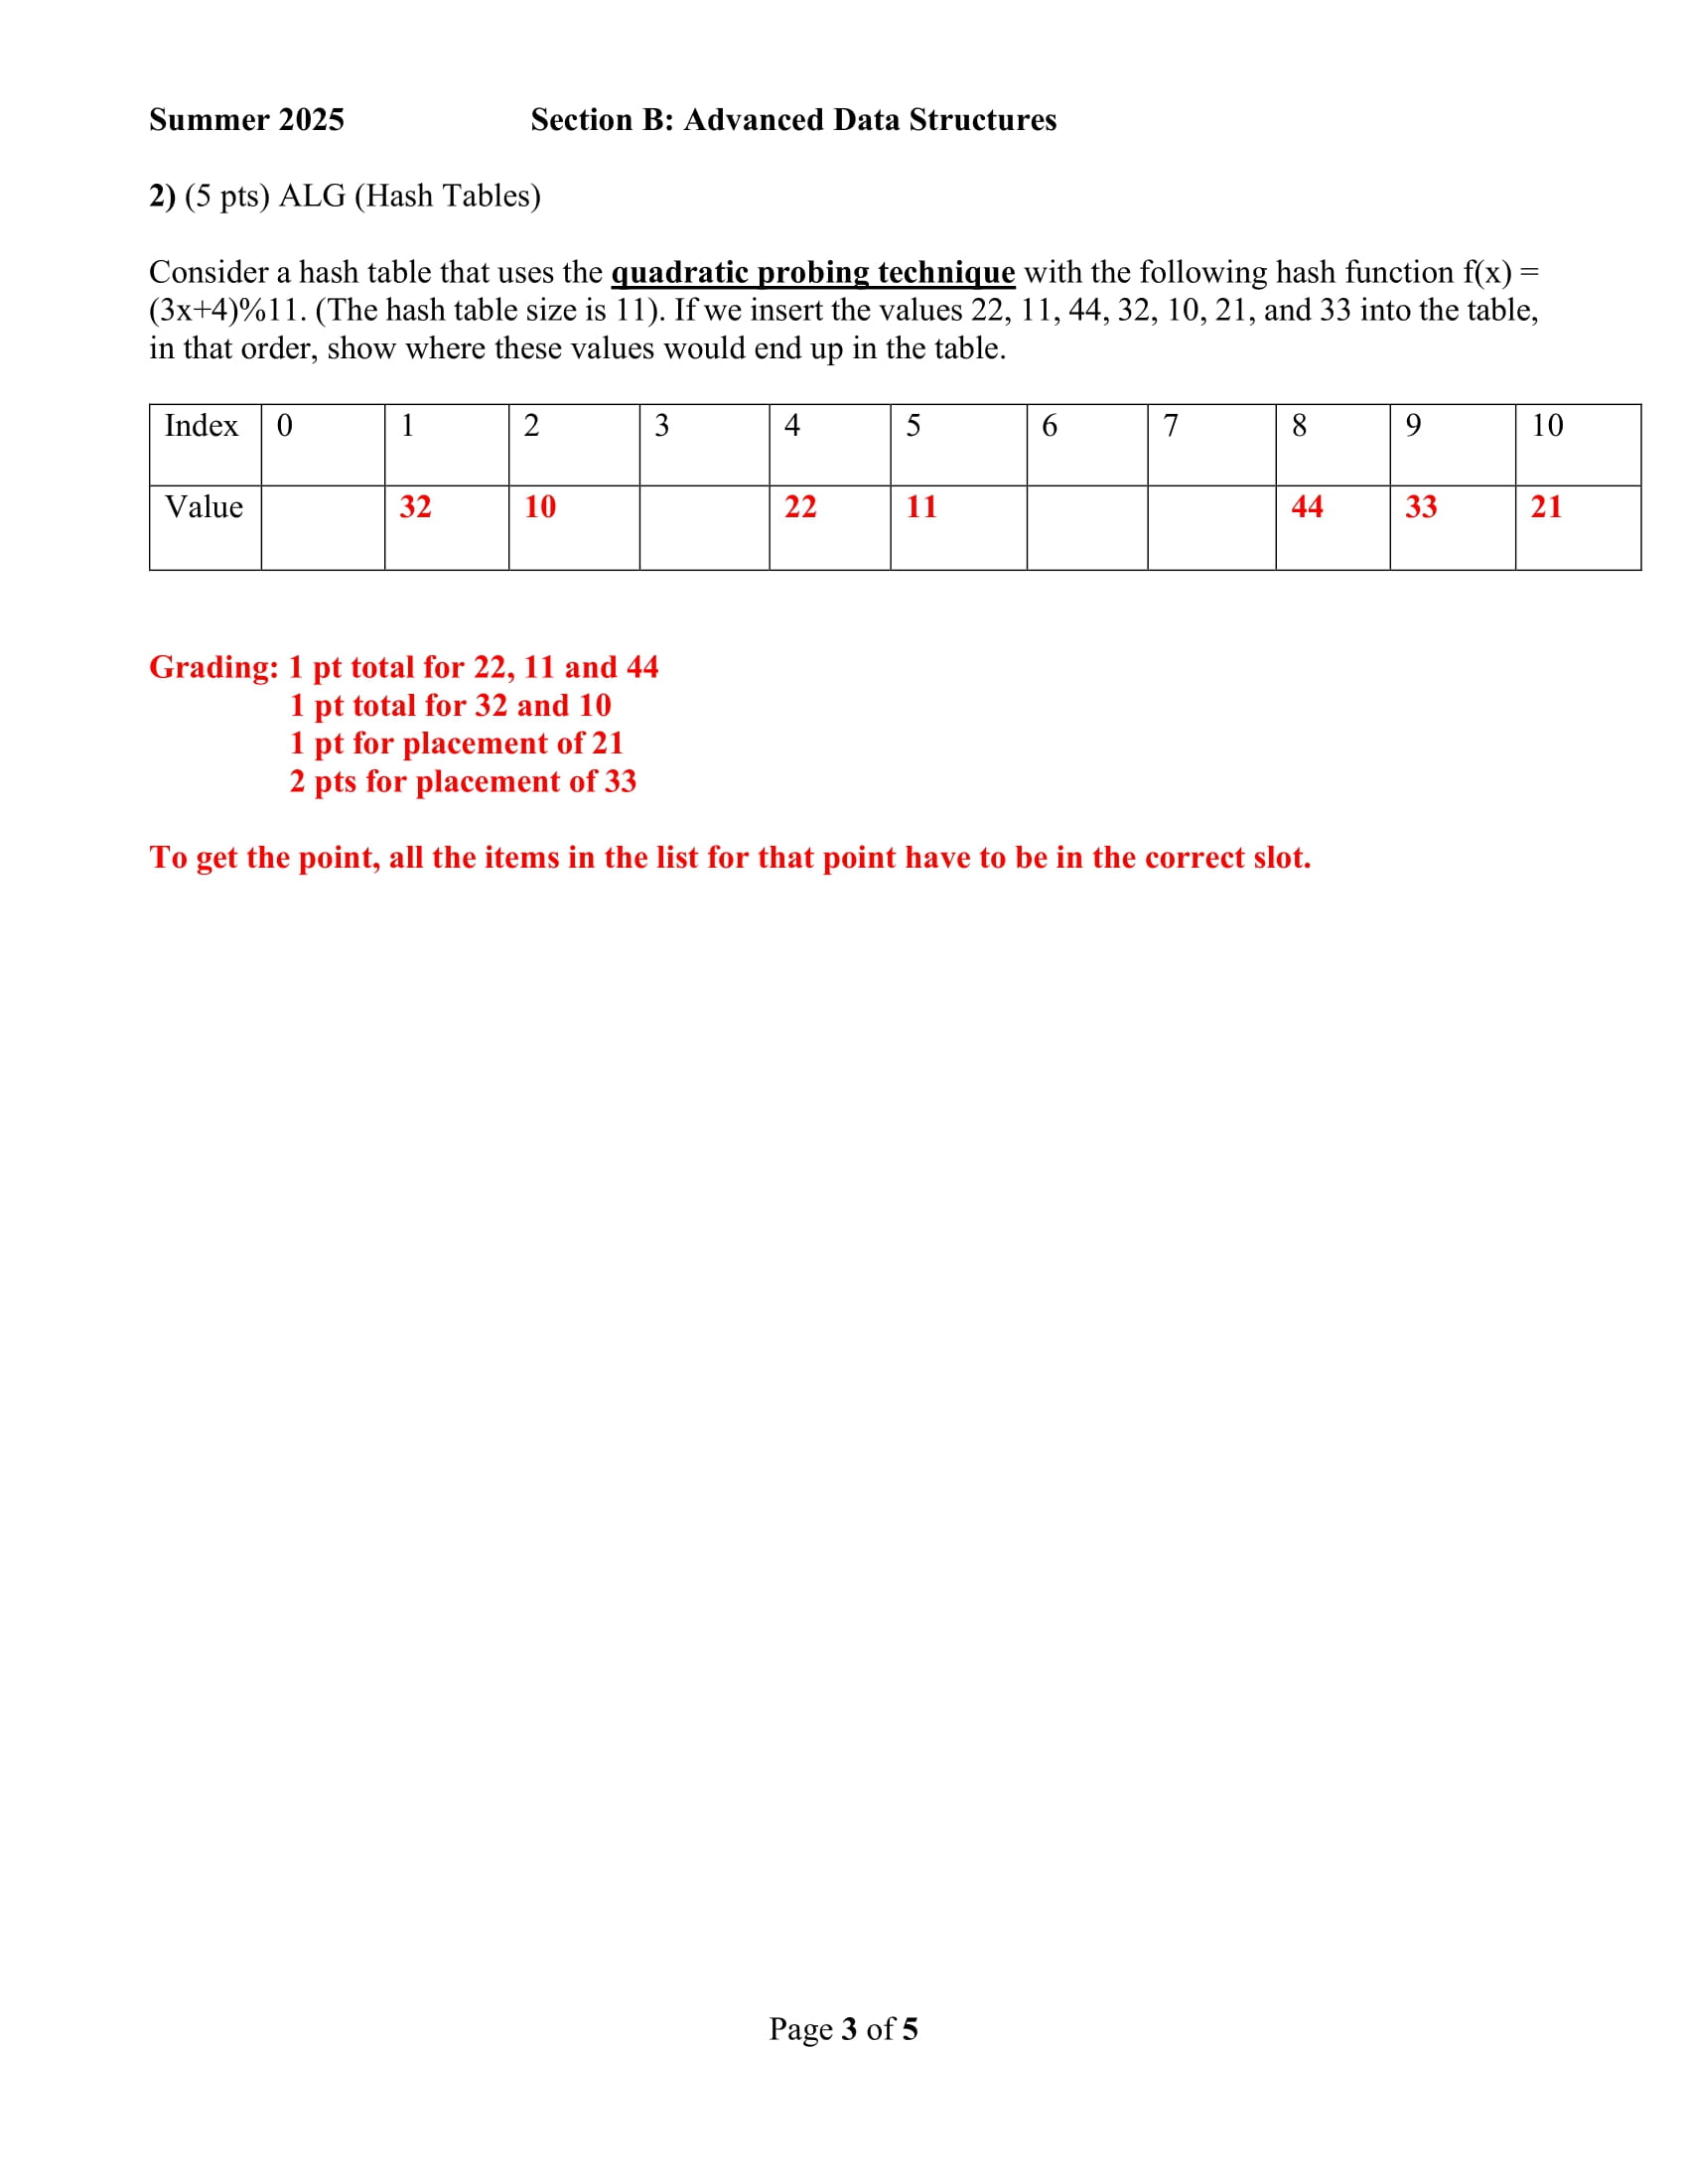 Summer 2025 Section B: Advanced Data Structures
2) (5 pts) ALG (Hash Tables)
Consider a hash table that uses the quadratic probing technique with the following hash function f(x) =
(3x+4)%11. (The hash table size is 11). If we insert the values 22, 11, 44, 32, 10, 21, and 33 into the table,
in that order, show where these values would end up in the table.
Index 0 1 2 3 4 5 6 7 8 9 10
Value 32 10 22 11 44 33 21
Grading: 1 pt total for 22, 11 and 44
1 pt total for 32 and 10
1 pt for placement of 21
2 pts for placement of 33
To get the point, all the items in the list for that point have to be in the correct slot.
Page 3 of 5